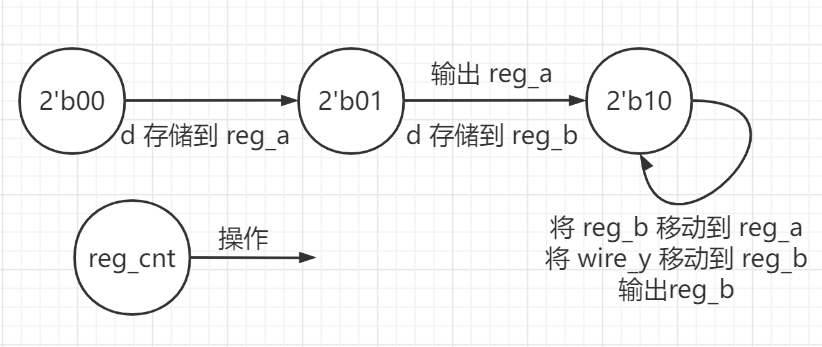 2'b00
d 存储到 reg_a
2'b01
输出 reg_a
d 存储到 reg_b
2'b10
将 reg_b 移动到 reg_a
将 wire_y 移动到 reg_b
输出reg_b
reg_cnt
操作